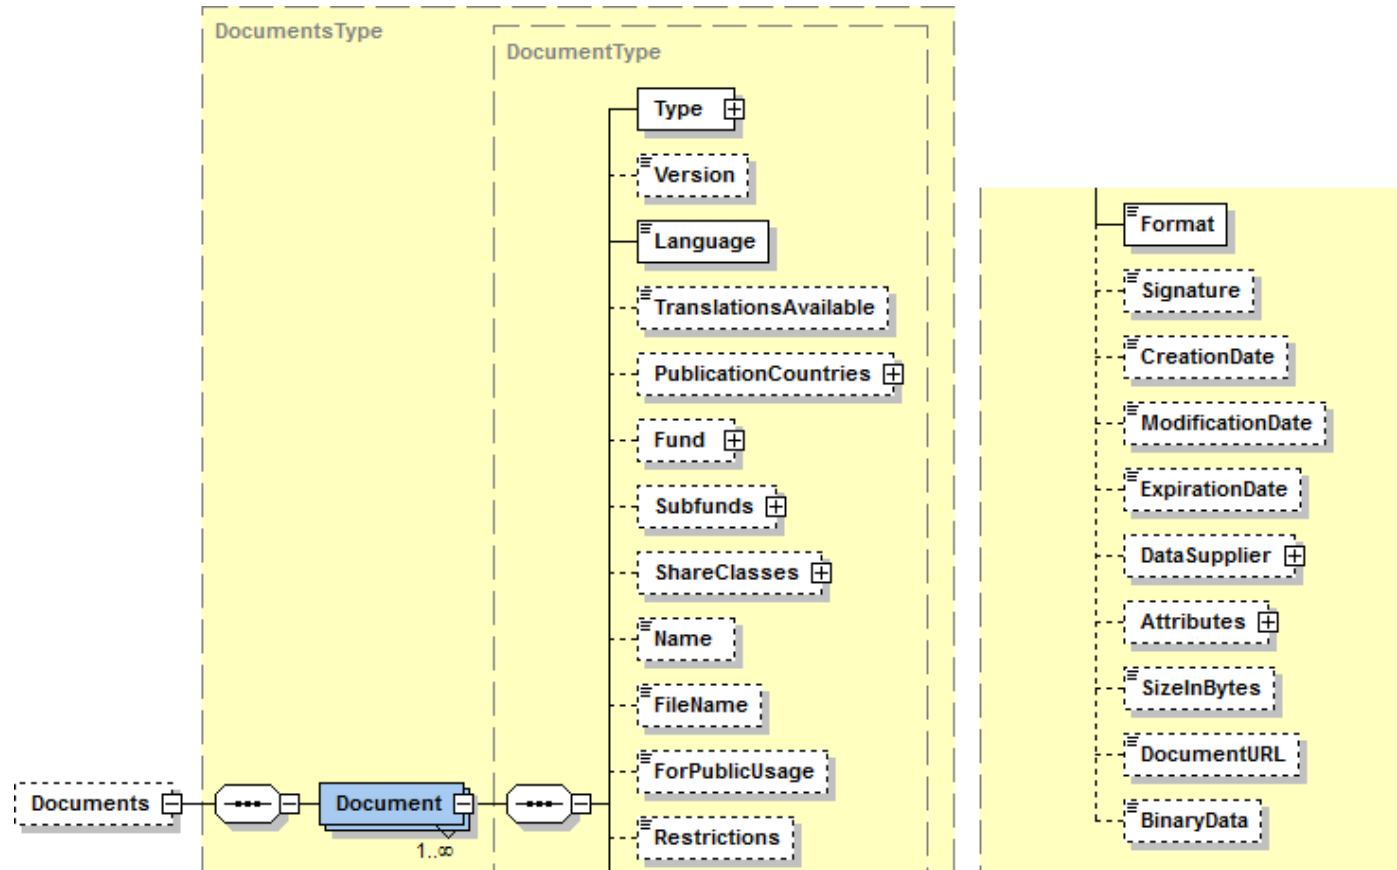 DocumentsType
DocumentType
Type
Version
Language
TranslationsAvailable
PublicationCountries
Fund
Subfunds
ShareClasses
Name
FileName
ForPublicUsage
Documents
Document
1..∞
Restrictions
Format
Signature
CreationDate
ModificationDate
ExpirationDate
DataSupplier
Attributes
SizeInBytes
DocumentURL
BinaryData